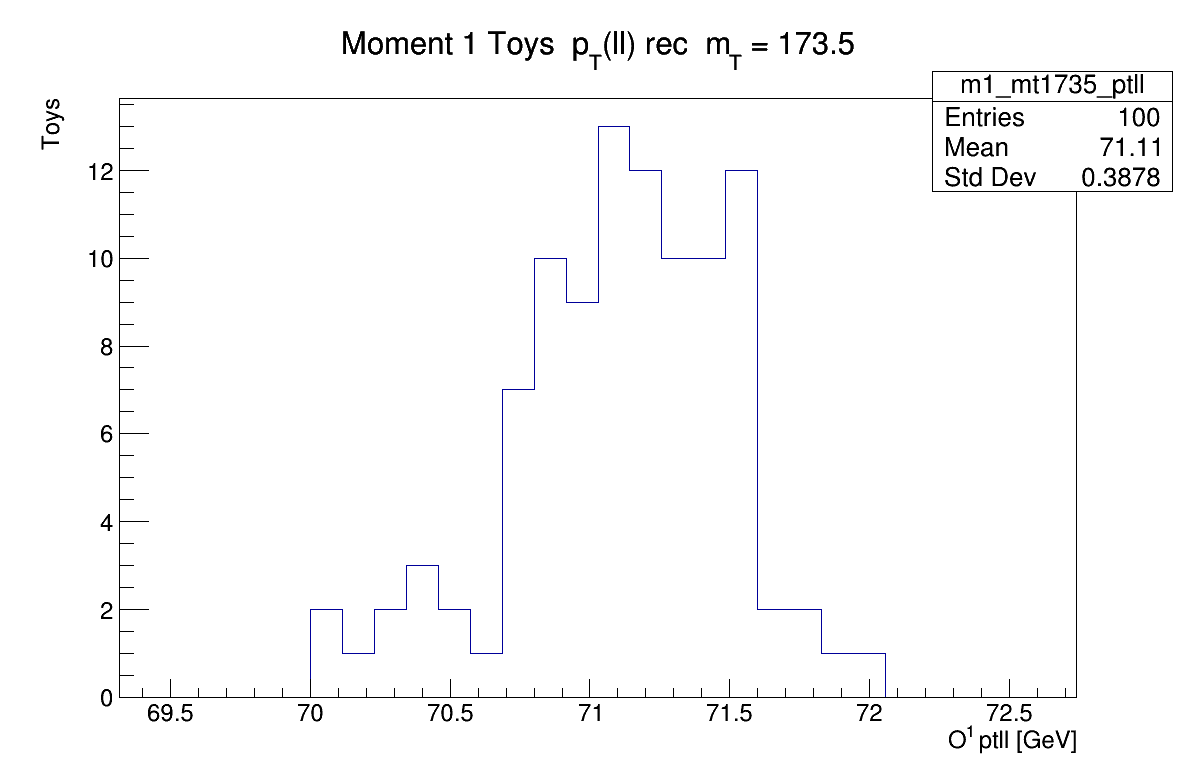 Moment 1 Toys p_T(ll) rec m_T = 173.5
m1_mt1735_ptll
Entries 100
Mean 71.11
Std Dev 0.3878
Toys
12
10
8
6
4
2
0
69.5 70 70.5 71 71.5 72 72.5
O^1 ptll [GeV]